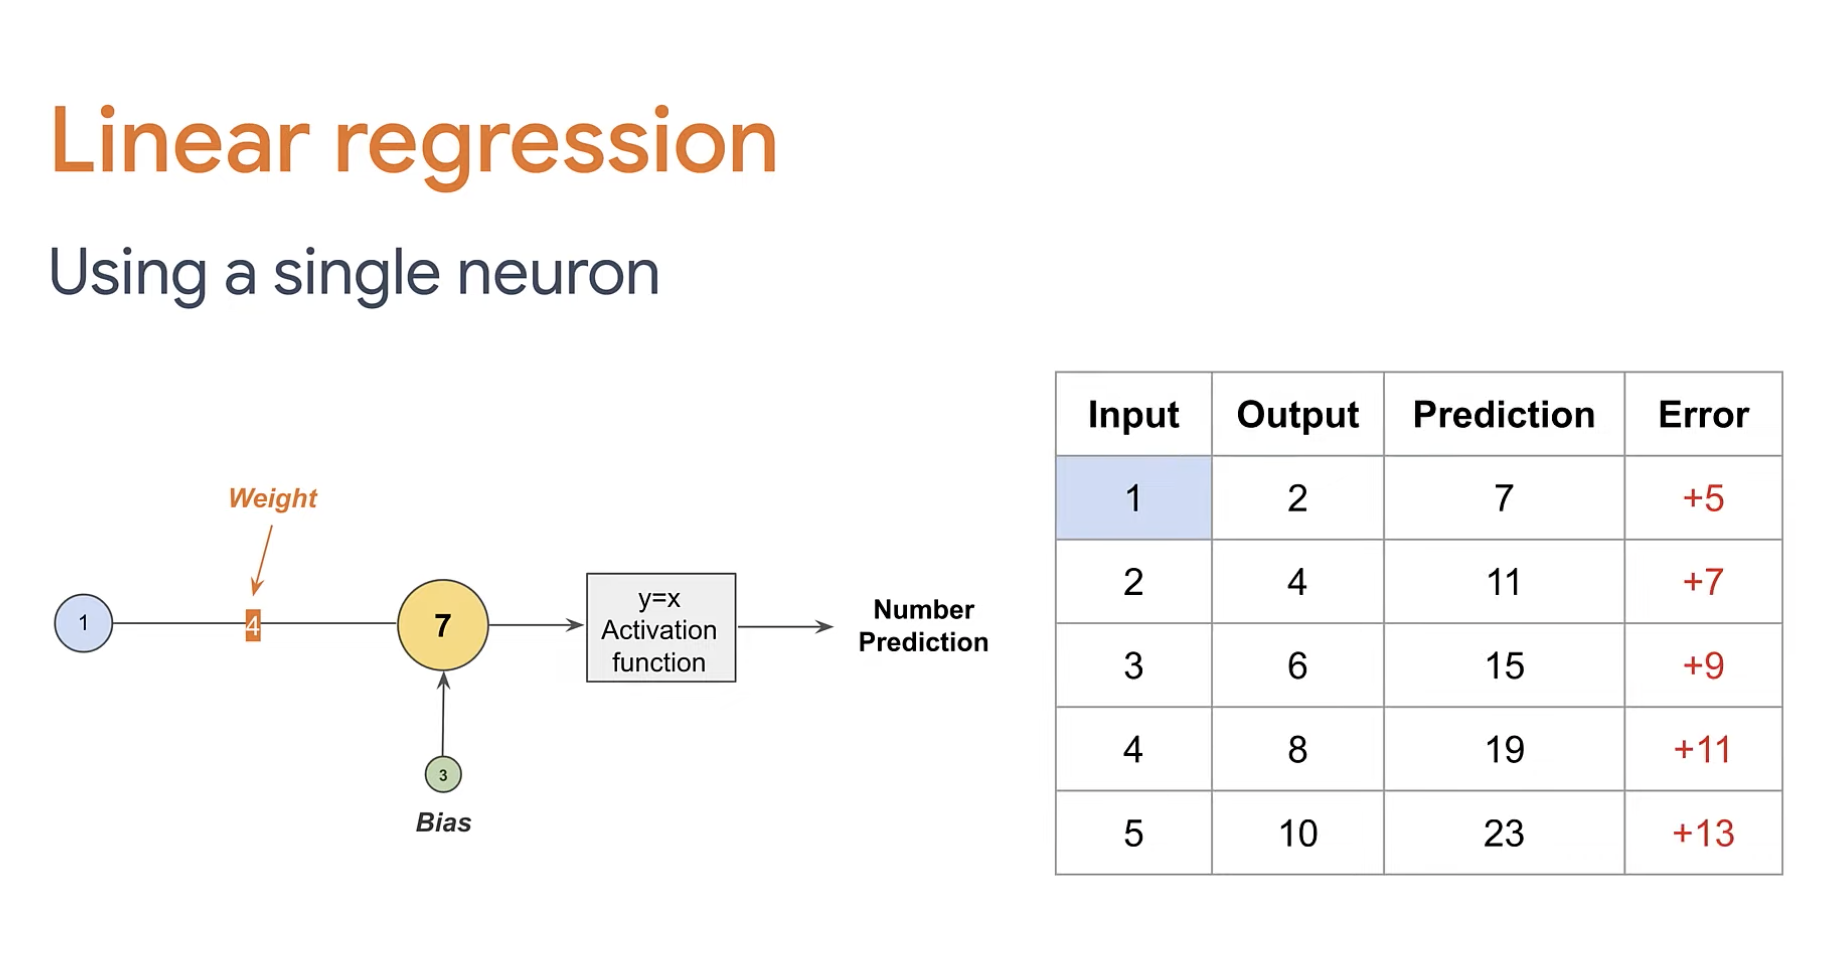 Linear regression
Using a single neuron
Weight
1
4
7
y=x
Activation
function
Number
Prediction
3
Bias
Input Output Prediction Error
1 2 7 +5
2 4 11 +7
3 6 15 +9
4 8 19 +11
5 10 23 +13